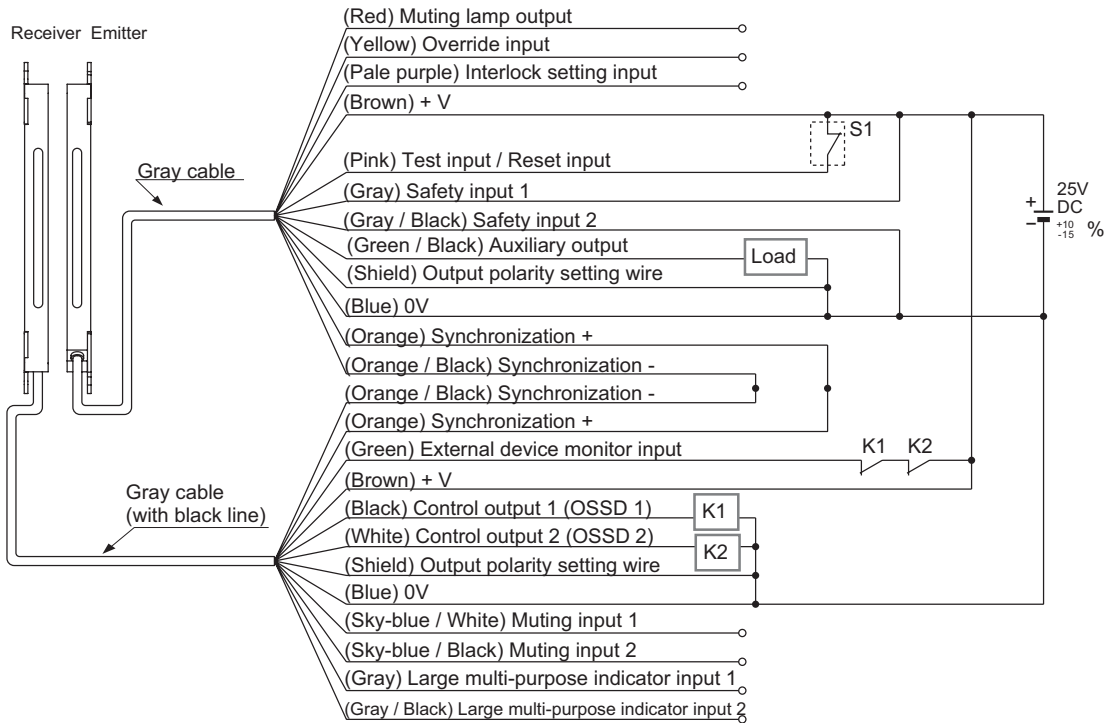 Receiver Emitter
(Red) Muting lamp output
(Yellow) Override input
(Pale purple) Interlock setting input
(Brown) + V
S1
(Pink) Test input / Reset input
Gray cable
(Gray) Safety input 1
(Gray / Black) Safety input 2
(Green / Black) Auxiliary output
Load
(Shield) Output polarity setting wire
(Blue) 0V
+
−
25V
DC
+10
-15 %
(Orange) Synchronization +
(Orange / Black) Synchronization -
(Orange / Black) Synchronization -
(Orange) Synchronization +
(Green) External device monitor input
K1 K2
(Brown) + V
Gray cable
(with black line)
(Black) Control output 1 (OSSD 1)
K1
(White) Control output 2 (OSSD 2)
K2
(Shield) Output polarity setting wire
(Blue) 0V
(Sky-blue / White) Muting input 1
(Sky-blue / Black) Muting input 2
(Gray) Large multi-purpose indicator input 1
(Gray / Black) Large multi-purpose indicator input 2